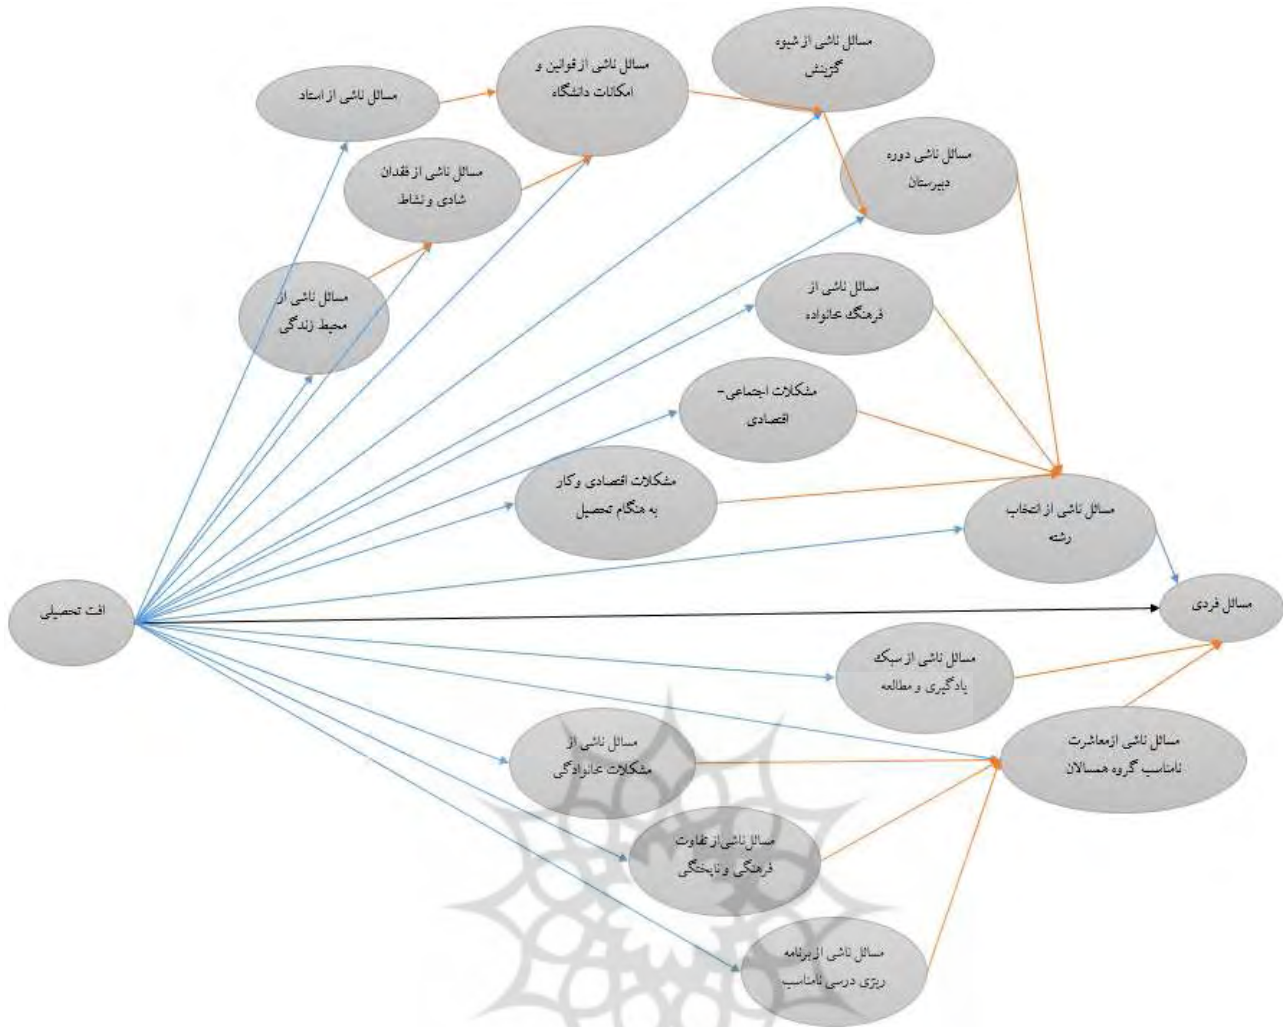 مسائل ناشی از شیوه
گزینش
مسائل ناشی از قوانین و
امکانات دانشگاه
مسائل ناشی از استاد
مسائل ناشی دوره
دبیرستان
مسائل ناشی از فقدان
شادی و نشاط
مسائل ناشی از
فرهنگ خانواده
مسائل ناشی از
محیط زندگی
مشکلات اجتماعی-
اقتصادی
مشکلات اقتصادی وکار
به هنگام تحصیل
مسائل ناشی از انتخاب
رشته
مسائل فردی
افت تحصیلی
مسائل ناشی از سبک
یادگیری و مطالعه
مسائل ناشی ازمعاشرت
نامناسب گروه همسالان
مسائل ناشی از
مشکلات خانوادگی
مسائل ناشی از تفاوت
فرهنگی و ناپختگی
مسائل ناشی از برنامه
ریزی درسی نامناسب